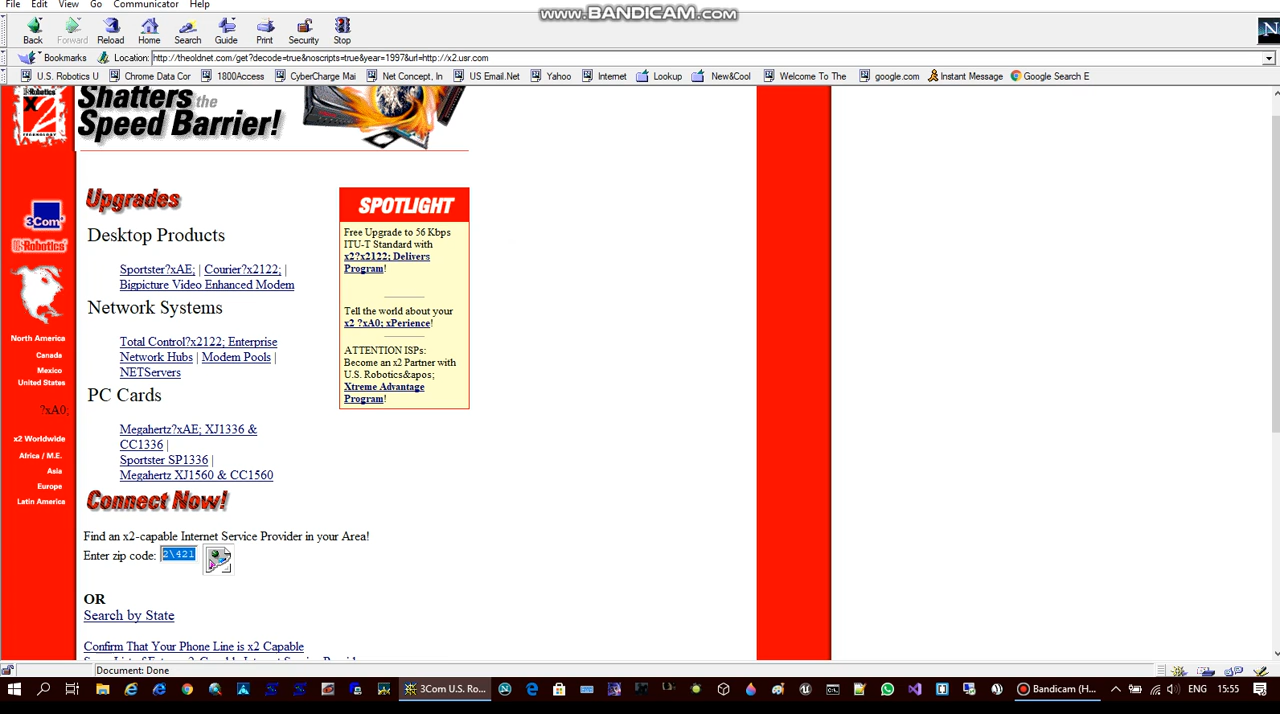 www.BANDICAM.com
File Edit View Go Communicator Help
Back Forward Reload Home Search Guide Print Security Stop
N
Bookmarks Location: http://theoldnet.com/get?decode=true&noscripts=true&year=1997&url=http://x2.usr.com
U.S. Robotics U Chrome Data Cor 1800Access CyberCharge Mai Net Concept, In US Email.Net Yahoo Internet Lookup New&Cool Welcome To The google.com Instant Message Google Search E
Shatters the
Speed Barrier!
3Com
Robotics
North America
Canada
Mexico
United States
?xA0;
x2 Worldwide
Africa / M.E.
Asia
Europe
Latin America
Upgrades
Desktop Products
Sportster?xAE; | Courier?x2122; |
Bigpicture Video Enhanced Modem
Network Systems
Total Control?x2122; Enterprise
Network Hubs | Modem Pools |
NETServers
PC Cards
Megahertz?xAE; XJ1336 &
CC1336 |
Sportster SP1336 |
Megahertz XJ1560 & CC1560
SPOTLIGHT
Free Upgrade to 56 Kbps
ITU-T Standard with
x2?x2122; Delivers
Program!
Tell the world about your
x2 ?xA0; xPerience!
ATTENTION ISPs:
Become an x2 Partner with
U.S. Robotics&apos;
Xtreme Advantage
Program!
Connect Now!
Find an x2-capable Internet Service Provider in your Area!
Enter zip code: 2\421
OR
Search by State
Confirm That Your Phone Line is x2 Capable
Document: Done
3Com U.S. Ro... Bandicam (H... ENG 15:55